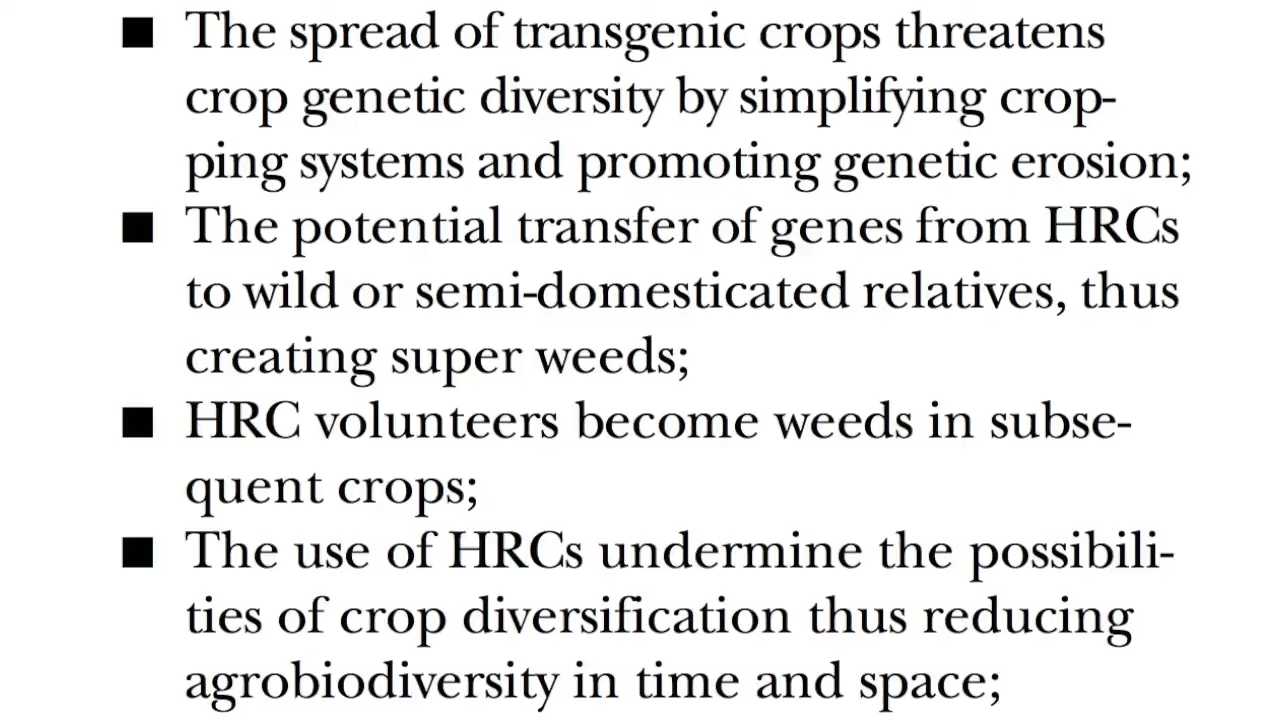 ■ The spread of transgenic crops threatens
crop genetic diversity by simplifying crop-
ping systems and promoting genetic erosion;
■ The potential transfer of genes from HRCs
to wild or semi-domesticated relatives, thus
creating super weeds;
■ HRC volunteers become weeds in subse-
quent crops;
■ The use of HRCs undermine the possibili-
ties of crop diversification thus reducing
agrobiodiversity in time and space;